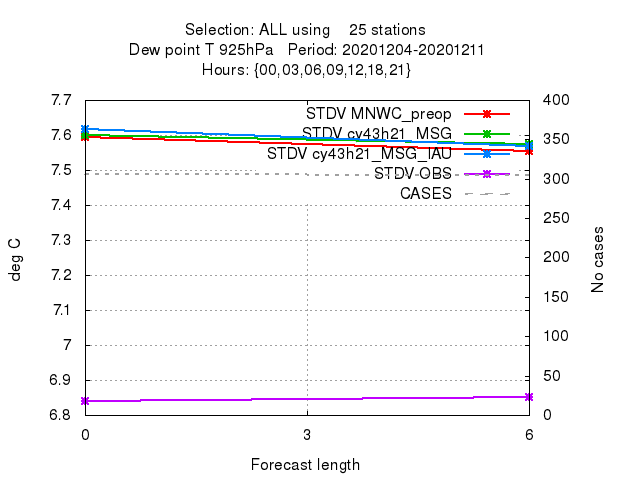 Selection: ALL using 25 stations
Dew point T 925hPa Period: 20201204-20201211
Hours: {00,03,06,09,12,18,21}
7.7
7.6
7.5
7.4
7.3
7.2
7.1
7
6.9
6.8
deg C
STDV MNWC_preop
STDV cy43h21_MSG
STDV cy43h21_MSG_IAU
STDV OBS
CASES
400
350
300
250
200
150
100
50
0
No cases
0 3 6
Forecast length